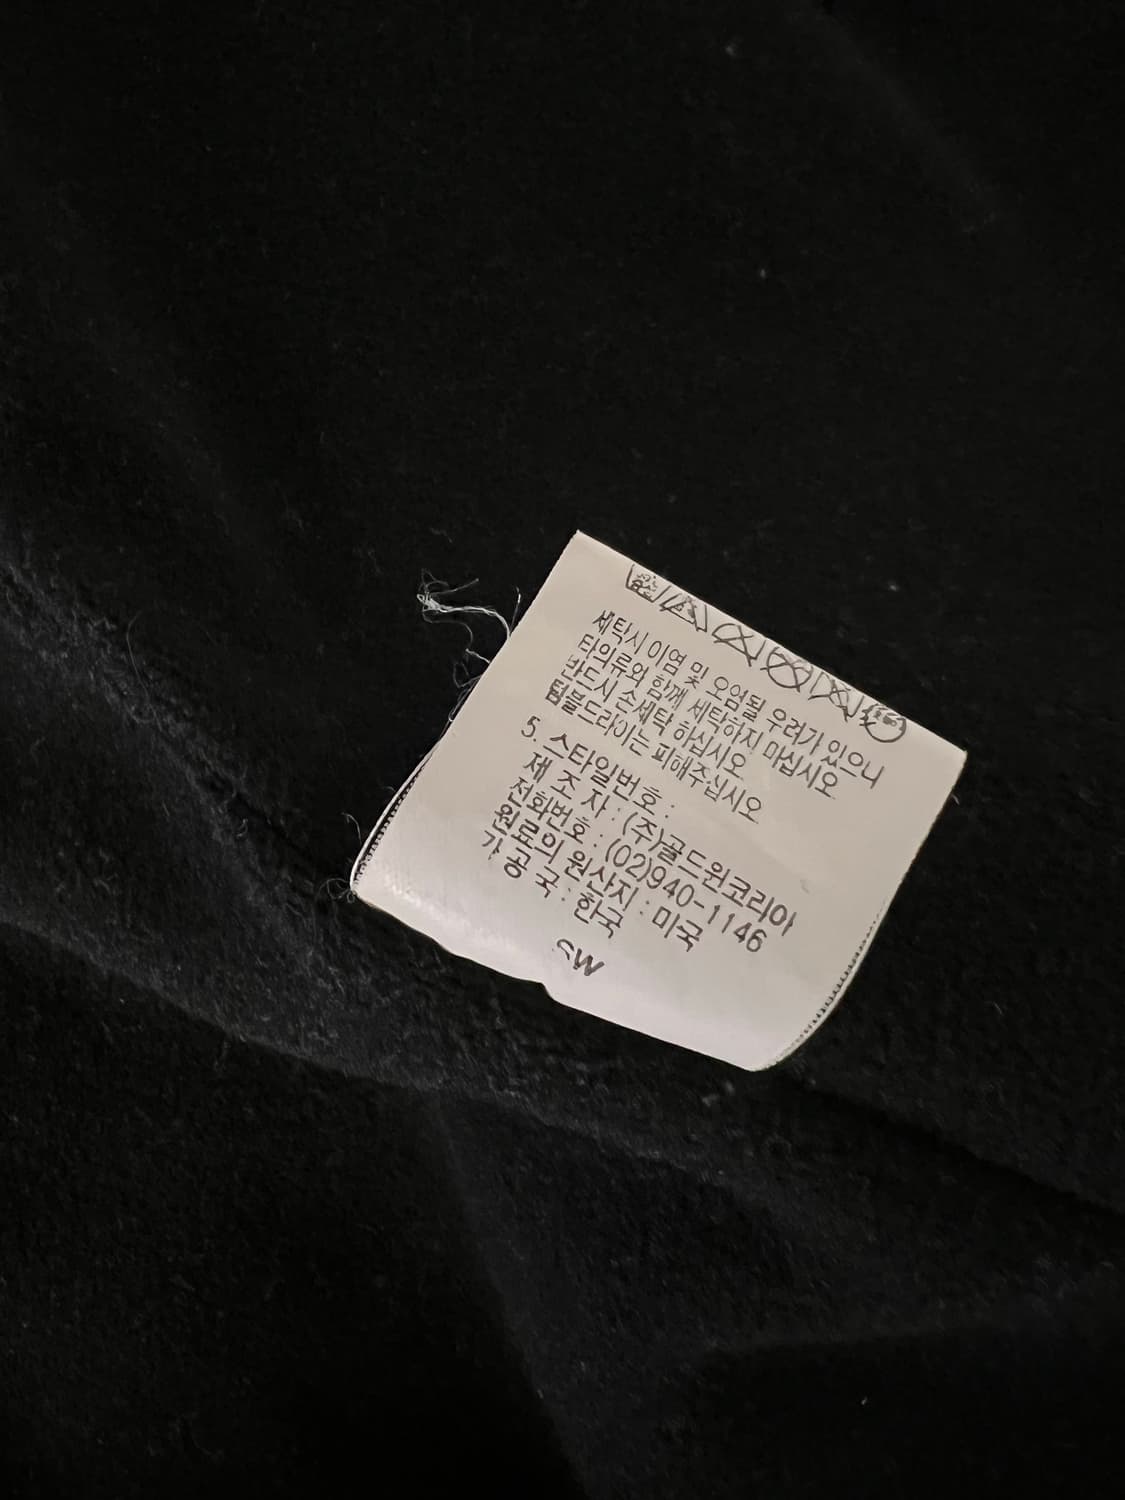 세탁시 이염 및 오염될 우려가 있으니
타의류와 함께 세탁하지 마십시오
반드시 손세탁 하십시오
텀블드라이는 피해주십시오
5. 스타일번호 :
제 조 자 : (주)골드윈코리아
전화번호 : (02)940-1146
원료의 원산지 : 미국
가 공 국 : 한국
SW